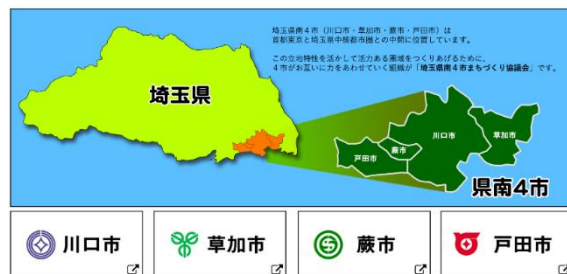 埼玉県南4市（川口市・草加市・蕨市・戸田市）は
首都東京と埼玉県中核都市圏との中間に位置しています。
この立地特性を活かして活力ある圏域をつくりあげるために、
4市がお互いに力をあわせていく組織が「埼玉県南4市まちづくり協議会」です。
埼玉県
川口市
草加市
蕨市
戸田市
県南4市
川口市
草加市
蕨市
戸田市